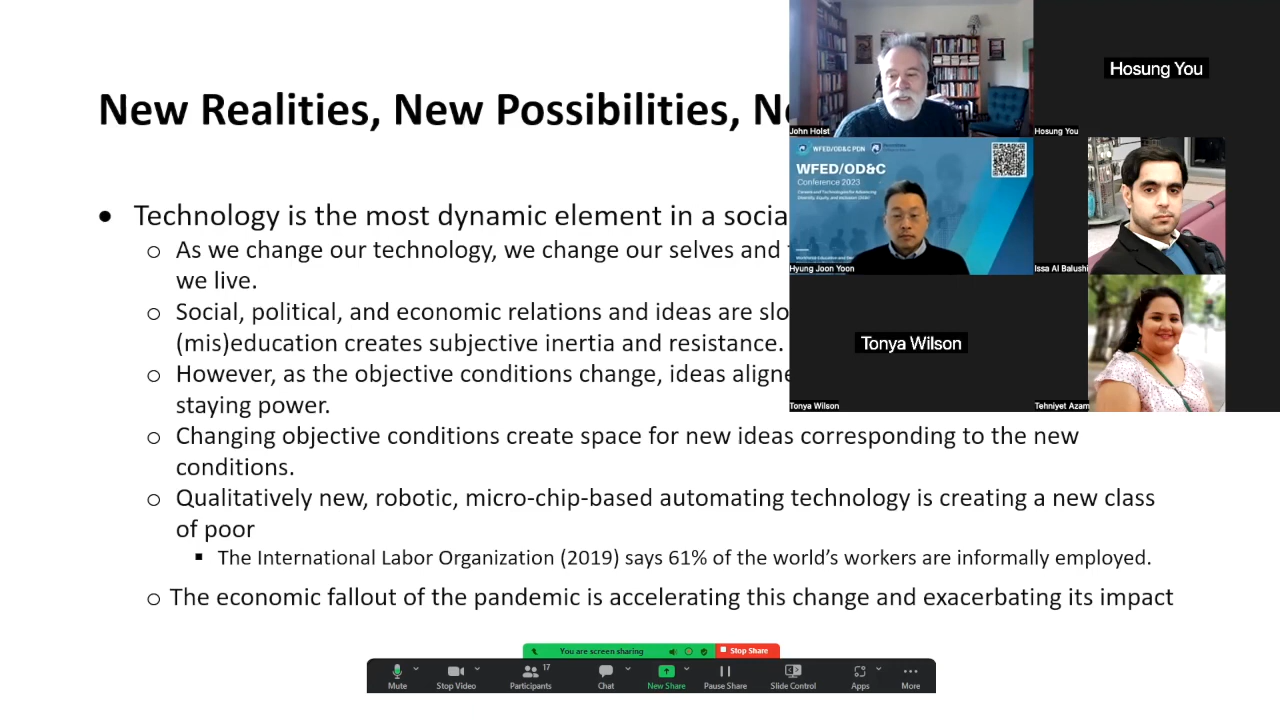 New Realities, New Possibilities,
● Technology is the most dynamic element in a
○ As we change our technology, we change our selves and
we live.
○ Social, political, and economic relations and ideas are
(mis)education creates subjective inertia and resistance.
○ However, as the objective conditions change, ideas
staying power.
○ Changing objective conditions create space for new ideas corresponding to the new
conditions.
○ Qualitatively new, robotic, micro-chip-based automating technology is creating a new class
of poor
▪ The International Labor Organization (2019) says 61% of the world’s workers are informally employed.
○ The economic fallout of the pandemic is accelerating this change and exacerbating its impact
John Holst
Hosung You
Hosung You
WFED/OD&C PDN
WFED/OD&C
Conference 2023
Hyung Joon Yoon
Issa Al Balushi
Tonya Wilson
Tonya Wilson
Tehniyet Azam
You are screen sharing
Stop Share
17
Mute
Stop Video
Participants
Chat
New Share
Pause Share
Slide Control
Apps
More